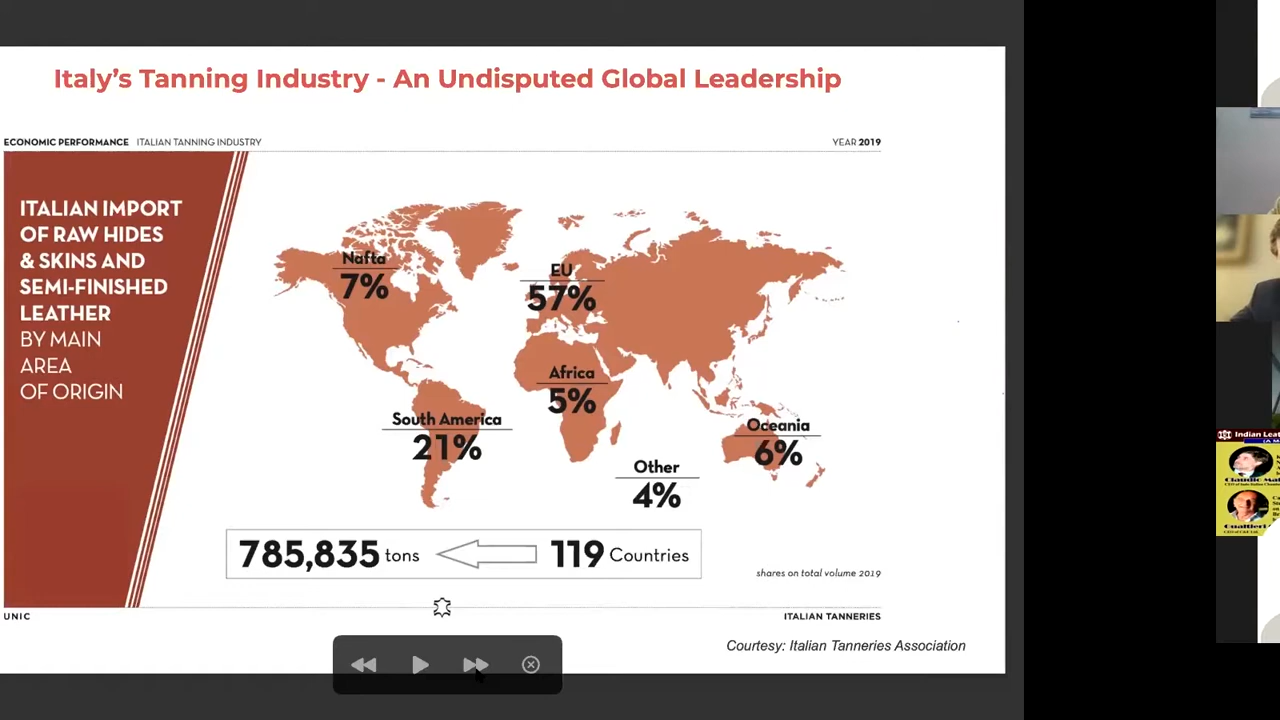 Italy's Tanning Industry - An Undisputed Global Leadership
ECONOMIC PERFORMANCE ITALIAN TANNING INDUSTRY
YEAR 2019
ITALIAN IMPORT
OF RAW HIDES
& SKINS AND
SEMI-FINISHED
LEATHER
BY MAIN
AREA
OF ORIGIN
Nafta
7%
EU
57%
Africa
5%
South America
21%
Oceania
6%
Other
4%
785,835 tons
119 Countries
shares on total volume 2019
UNIC
ITALIAN TANNERIES
Courtesy: Italian Tanneries Association
Indian Leat